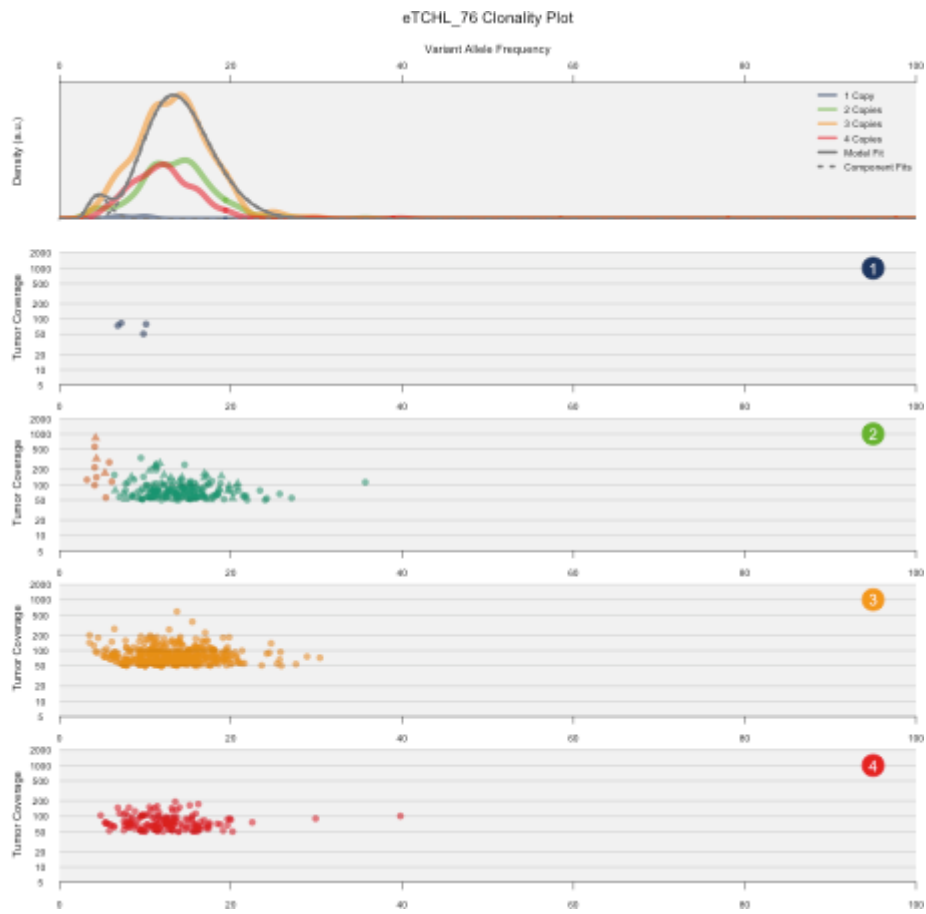 eTCHL_76 Clonality Plot
Variant Allele Frequency
0 20 40 60 80 100
Density (a.u.)
1 Copy
2 Copies
3 Copies
4 Copies
Model Fit
Component Fits
Tumor Coverage
2000
1000
500
200
100
50
20
10
5
1
0 20 40 60 80 100
Tumor Coverage
2000
1000
500
200
100
50
20
10
5
2
0 20 40 60 80 100
Tumor Coverage
2000
1000
500
200
100
50
20
10
5
3
0 20 40 60 80 100
Tumor Coverage
2000
1000
500
200
100
50
20
10
5
4
0 20 40 60 80 100